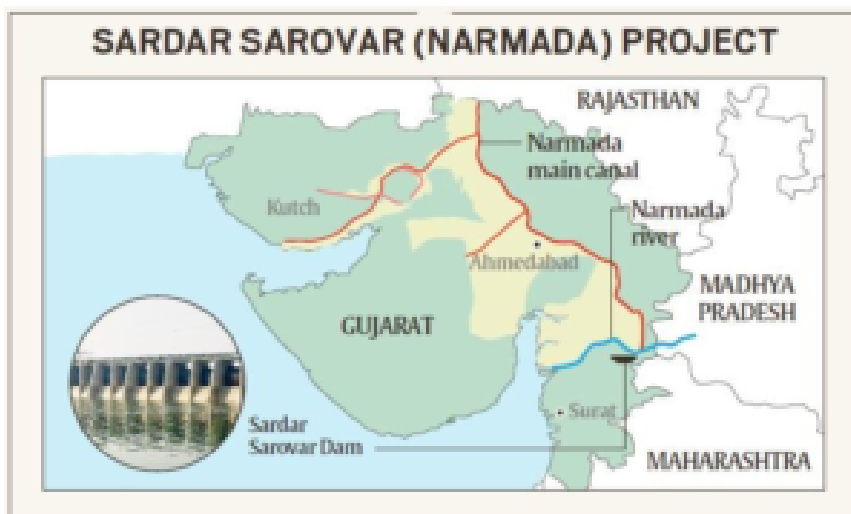 SARDAR SAROVAR (NARMADA) PROJECT
RAJASTHAN
Narmada
main canal
Kutch
Narmada
river
Ahmedabad
MADHYA
PRADESH
GUJARAT
Surat
Sardar
Sarovar Dam
MAHARASHTRA